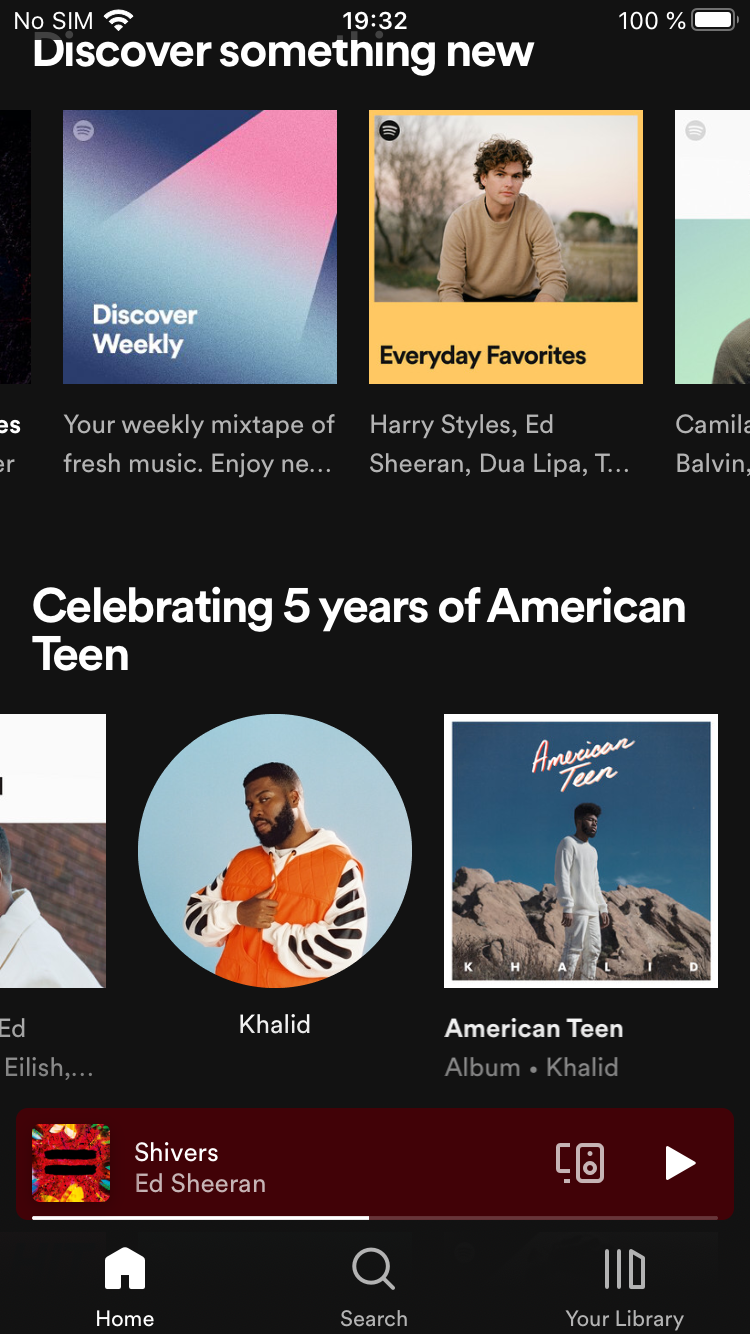 No SIM 19:32 100 %
Discover something new
Discover
Weekly
Everyday Favorites
es
er
Your weekly mixtape of
fresh music. Enjoy ne...
Harry Styles, Ed
Sheeran, Dua Lipa, T...
Camila
Balvin,
Celebrating 5 years of American
Teen
American
Teen
K H A L I D
Ed
Eilish,...
Khalid
American Teen
Album • Khalid
Shivers
Ed Sheeran
Home
Search
Your Library